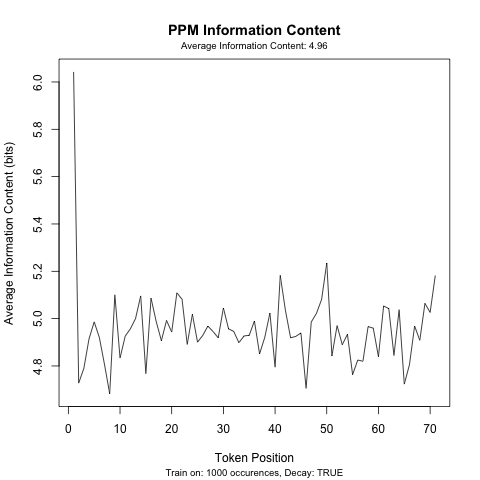 PPM Information Content
Average Information Content: 4.96
Average Information Content (bits)
6.0
5.8
5.6
5.4
5.2
5.0
4.8
0 10 20 30 40 50 60 70
Token Position
Train on: 1000 occurences, Decay: TRUE